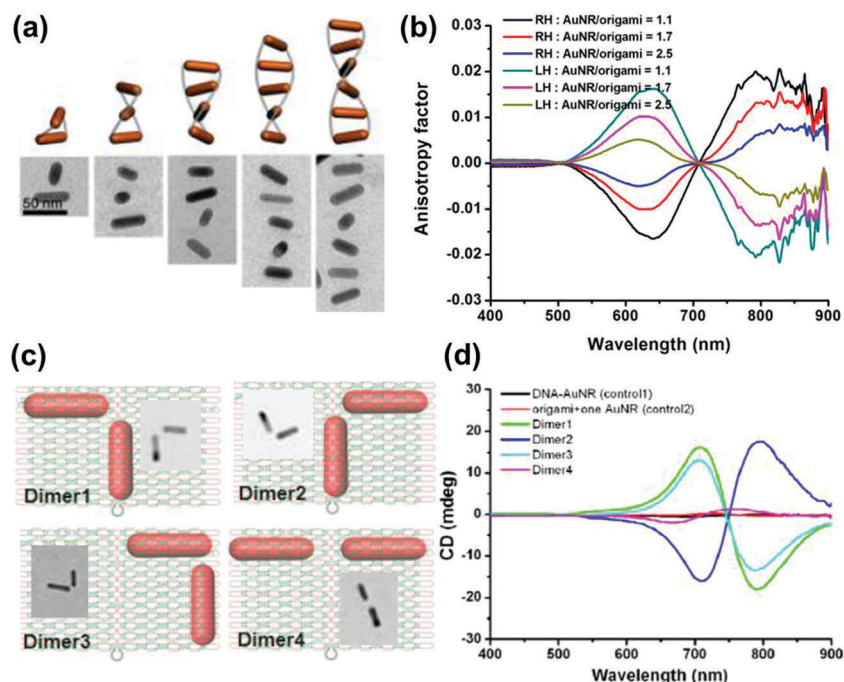 (a)
50 nm
(b)
RH : AuNR/origami = 1.1
RH : AuNR/origami = 1.7
RH : AuNR/origami = 2.5
LH : AuNR/origami = 1.1
LH : AuNR/origami = 1.7
LH : AuNR/origami = 2.5
0.03
0.02
0.01
0.00
-0.01
-0.02
-0.03
Anisotropy factor
400 500 600 700 800 900
Wavelength (nm)
(c)
Dimer1
Dimer2
Dimer3
Dimer4
(d)
DNA-AuNR (control1)
origami+one AuNR (control2)
Dimer1
Dimer2
Dimer3
Dimer4
30
20
10
0
-10
-20
-30
CD (mdeg)
400 500 600 700 800 900
Wavelength (nm)